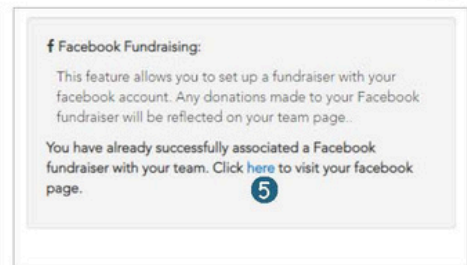 f Facebook Fundraising:
This feature allows you to set up a fundraiser with your
facebook account. Any donations made to your Facebook
fundraiser will be reflected on your team page..
You have already successfully associated a Facebook
fundraiser with your team. Click here to visit your facebook
page.
5